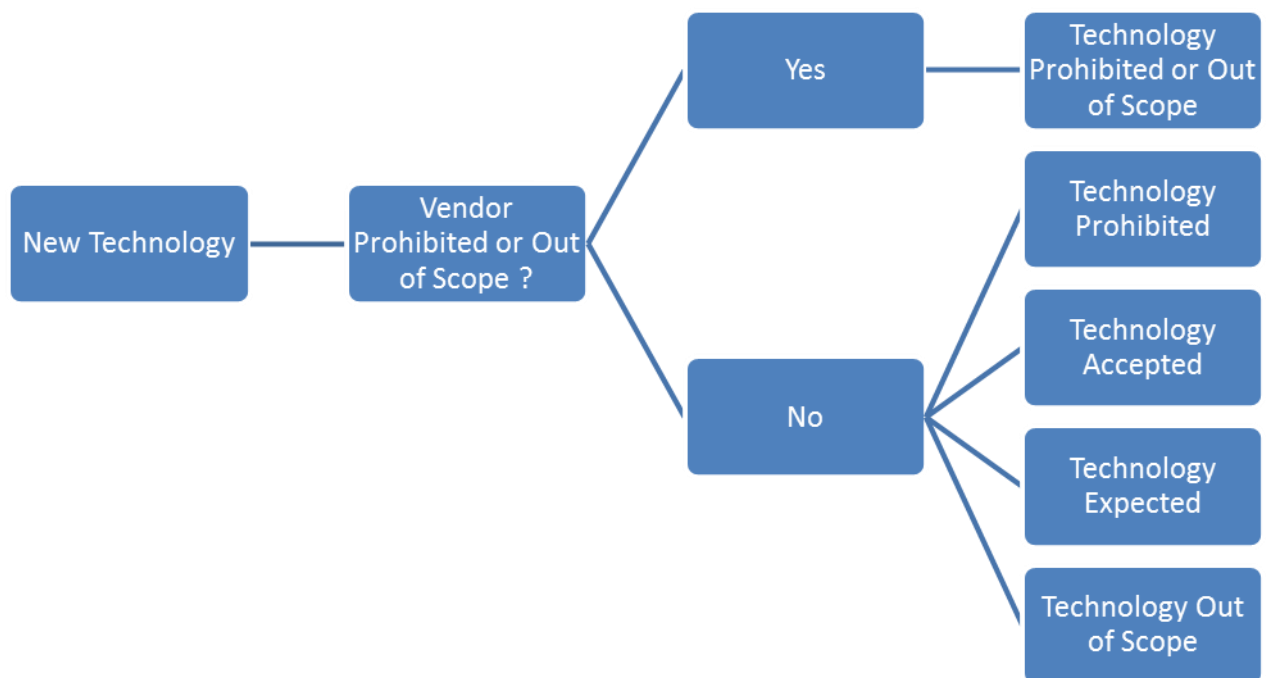 New Technology
Vendor
Prohibited or Out
of Scope ?
Yes
Technology
Prohibited or Out
of Scope
No
Technology
Prohibited
Technology
Accepted
Technology
Expected
Technology Out
of Scope